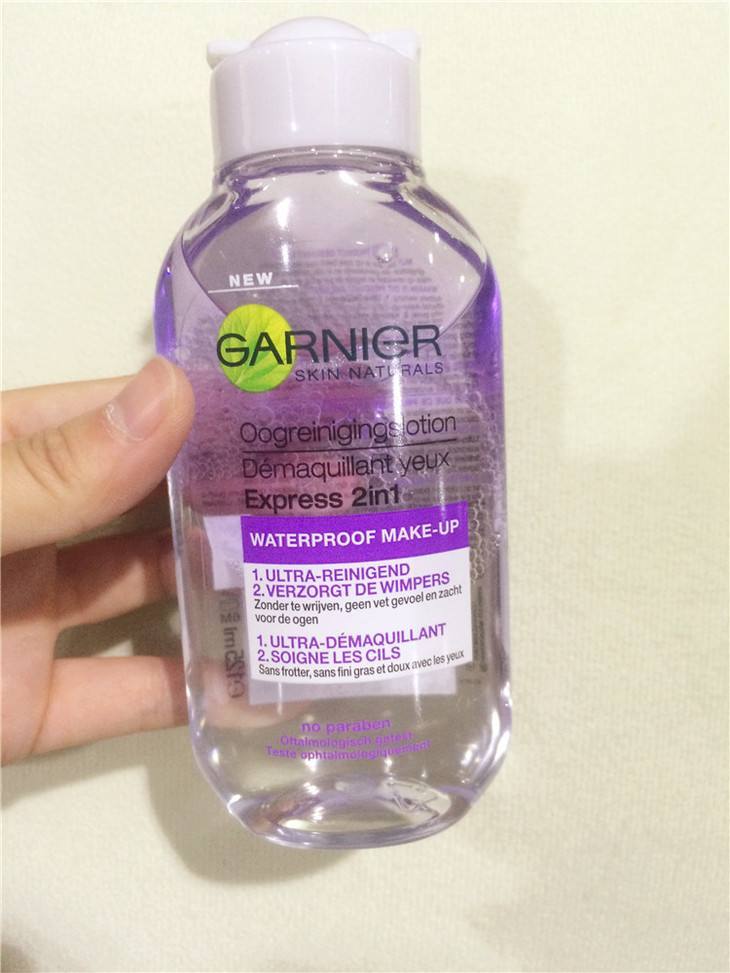 NEW
GARNIER
SKIN NATURALS
Oogreinigingslotion
Démaquillant yeux
Express 2in1
WATERPROOF MAKE-UP
1. ULTRA-REINIGEND
2. VERZORGT DE WIMPERS
Zonder te wrijven, geen vet gevoel en zacht
voor de ogen
1. ULTRA-DÉMAQUILLANT
2. SOIGNE LES CILS
Sans frotter, sans fini gras et doux avec les yeux
no paraben
Oftalmologisch getest
Testé ophtalmologiquement
125ml